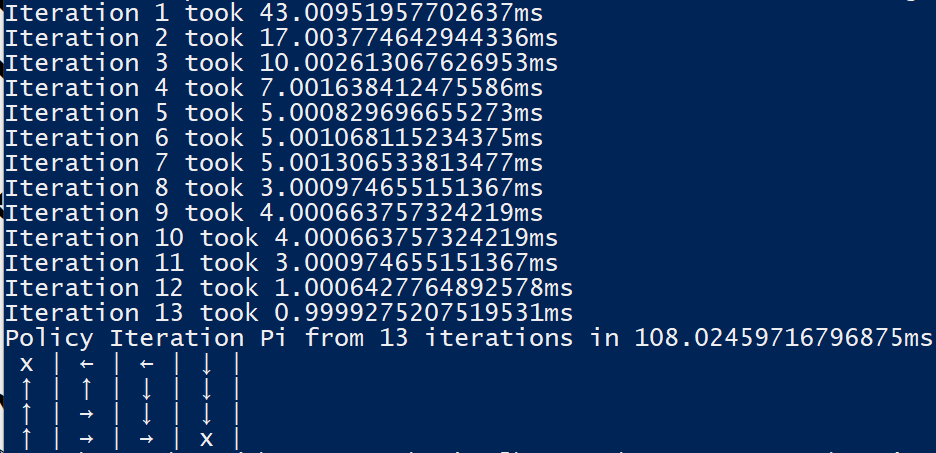 Iteration 1 took 43.00951957702637ms
Iteration 2 took 17.003774642944336ms
Iteration 3 took 10.002613067626953ms
Iteration 4 took 7.001638412475586ms
Iteration 5 took 5.000829696655273ms
Iteration 6 took 5.001068115234375ms
Iteration 7 took 5.001306533813477ms
Iteration 8 took 3.000974655151367ms
Iteration 9 took 4.000663757324219ms
Iteration 10 took 4.000663757324219ms
Iteration 11 took 3.000974655151367ms
Iteration 12 took 1.0006427764892578ms
Iteration 13 took 0.9999275207519531ms
Policy Iteration Pi from 13 iterations in 108.02459716796875ms
x | ← | ← | ↓ |
↑ | ↑ | ↓ | ↓ |
↑ | → | ↓ | ↓ |
↑ | → | → | x |